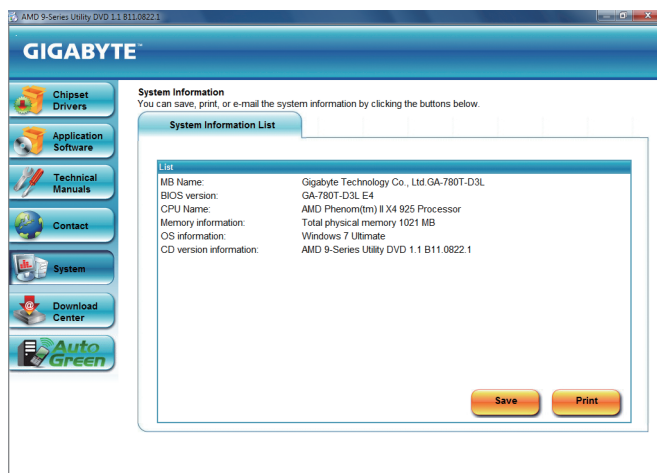 AMD 9-Series Utility DVD 1.1 B11.0822.1
GIGABYTE™
Chipset
Drivers
Application
Software
Technical
Manuals
Contact
System
Download
Center
Auto
Green
System Information
You can save, print, or e-mail the system information by clicking the buttons below.
System Information List
List
MB Name: Gigabyte Technology Co., Ltd.GA-780T-D3L
BIOS version: GA-780T-D3L E4
CPU Name: AMD Phenom(tm) II X4 925 Processor
Memory information: Total physical memory 1021 MB
OS information: Windows 7 Ultimate
CD version information: AMD 9-Series Utility DVD 1.1 B11.0822.1
Save Print